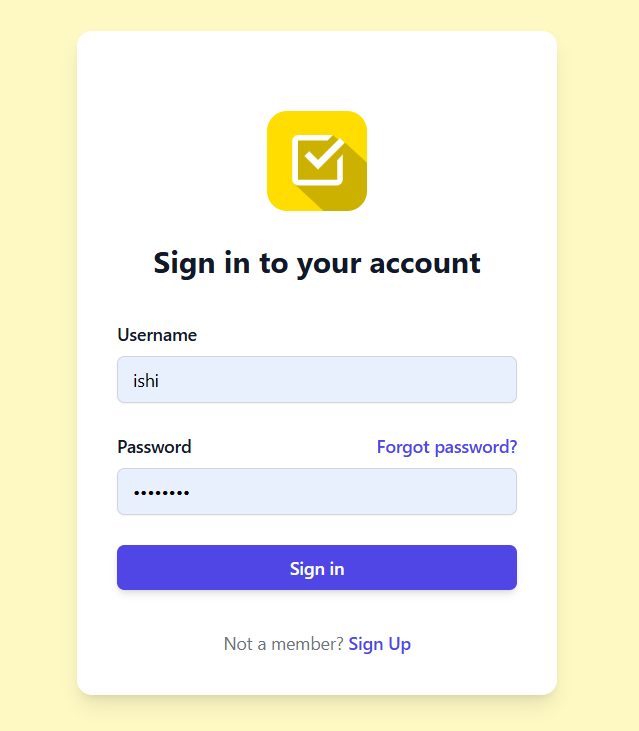 Sign in to your account
Username
ishi
Password Forgot password?
••••••••
Sign in
Not a member? Sign Up